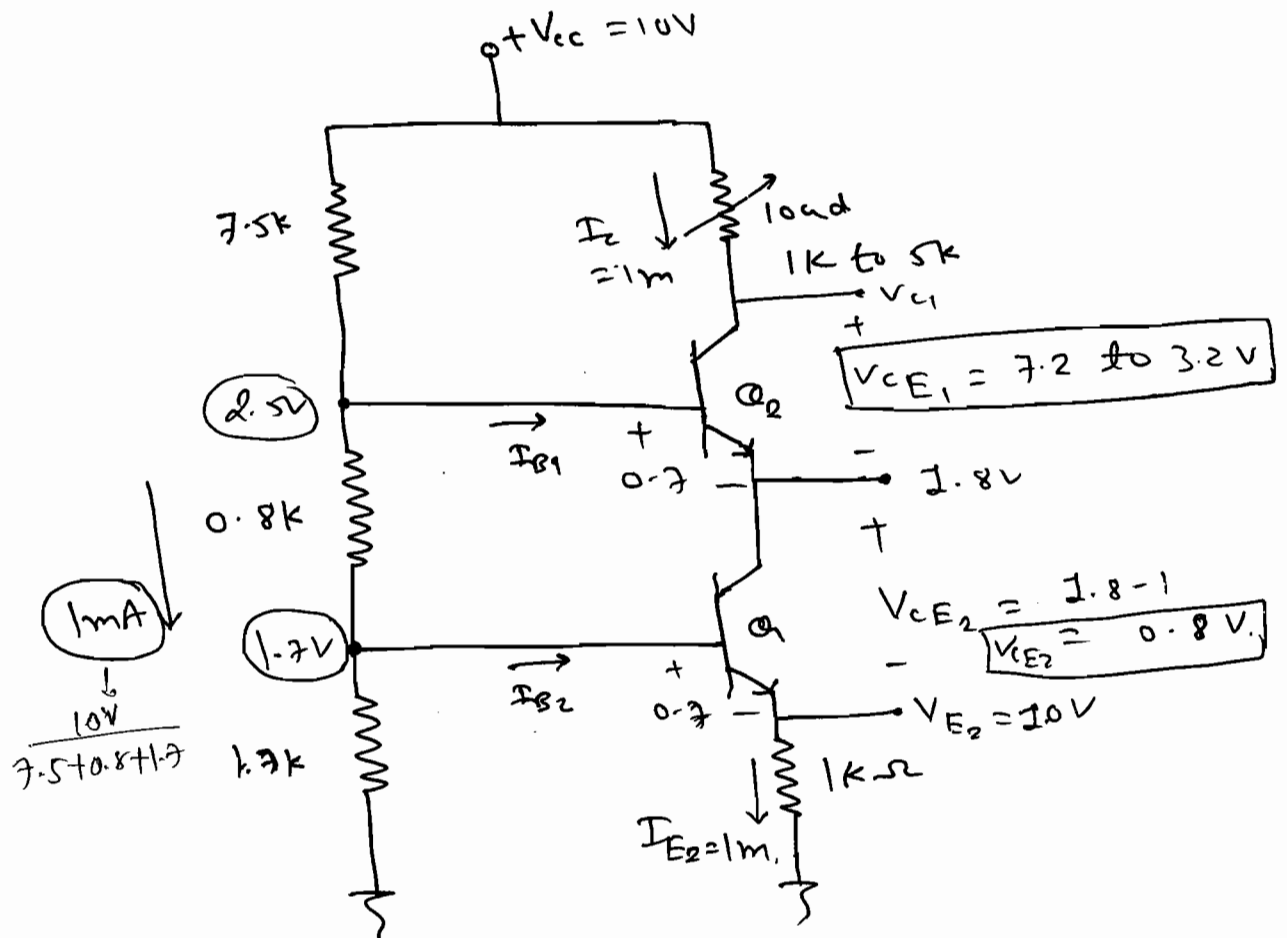 +Vcc = 10V
7.5K
Ic
= 1m
load
1K to 5K
Vc1
+
VCE1 = 7.2 to 3.2 V
2.5V
IB1
+
0.7
-
Q2
-
1.8V
0.8K
+
VCE2 = 1.8-1
VCE2 = 0.8 V.
1mA
1.7V
IB2
+
0.7
-
Q1
-
VE2 = 1.0V
10V
7.5+0.8+1.7
1.7K
1KΩ
IE2=1m.